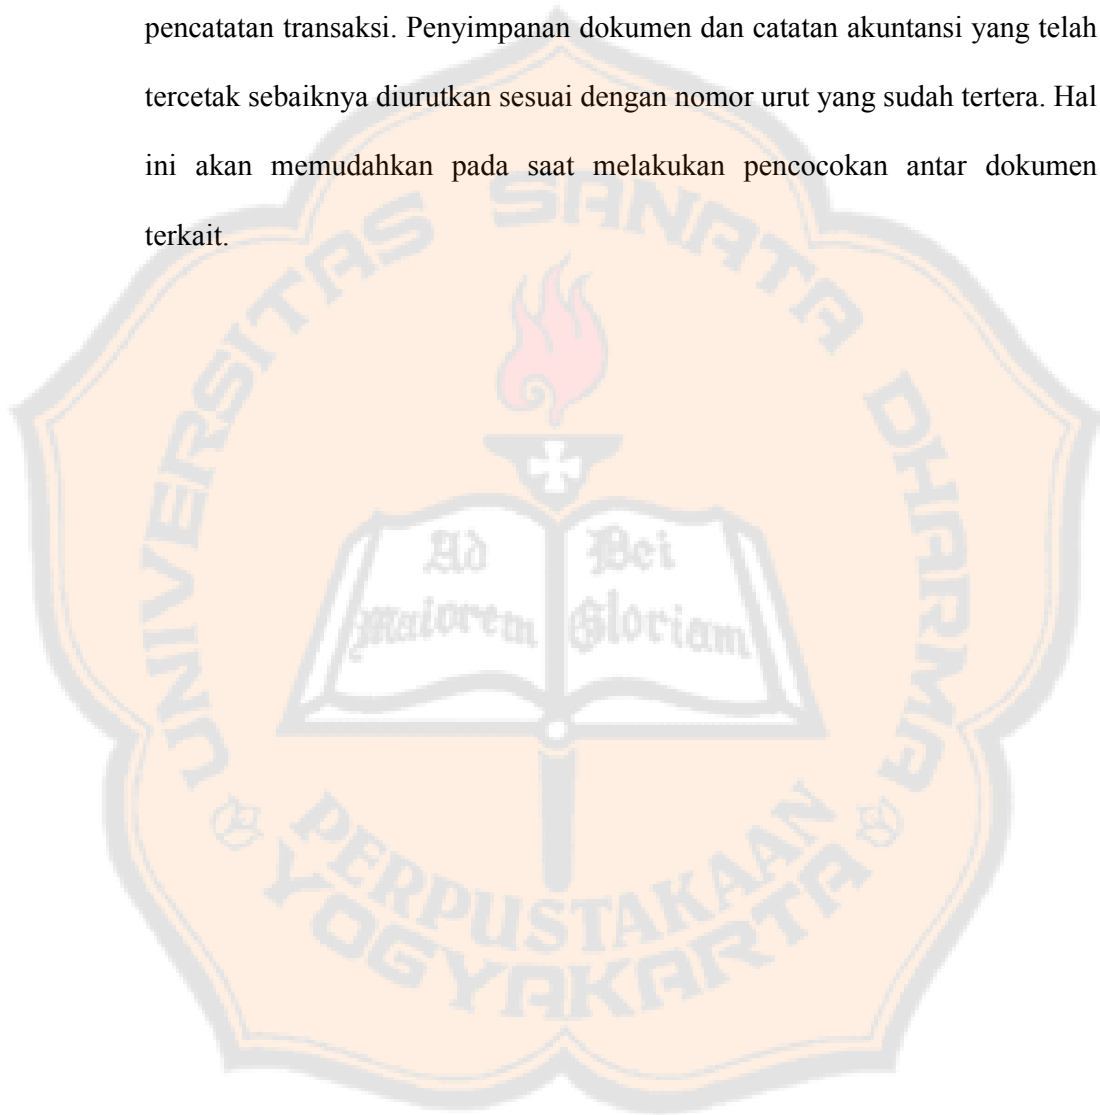 pencatatan transaksi. Penyimpanan dokumen dan catatan akuntansi yang telah
tercetak sebaiknya diurutkan sesuai dengan nomor urut yang sudah tertera. Hal
ini akan memudahkan pada saat melakukan pencocokan antar dokumen
terkait.
UNIVERSITAS SANATA DHARMA
Ad Dei
Maiorem Gloriam
PERPUSTAKAAN
YOGYAKARTA